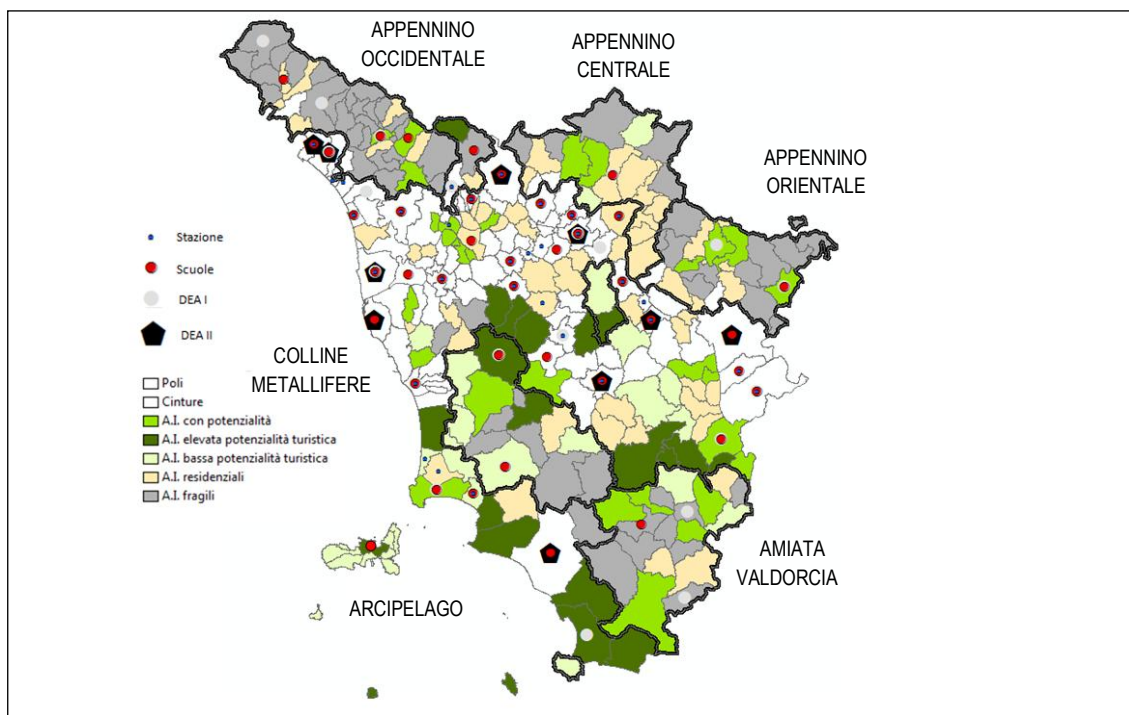 APPENNINO
OCCIDENTALE
APPENNINO
CENTRALE
APPENNINO
ORIENTALE
Stazione
Scuole
DEA I
DEA II
COLLINE
METALLIFERE
Poli
Cinture
A.I. con potenzialità
A.I. elevata potenzialità turistica
A.I. bassa potenzialità turistica
A.I. residenziali
A.I. fragili
AMIATA
VALDORCIA
ARCIPELAGO